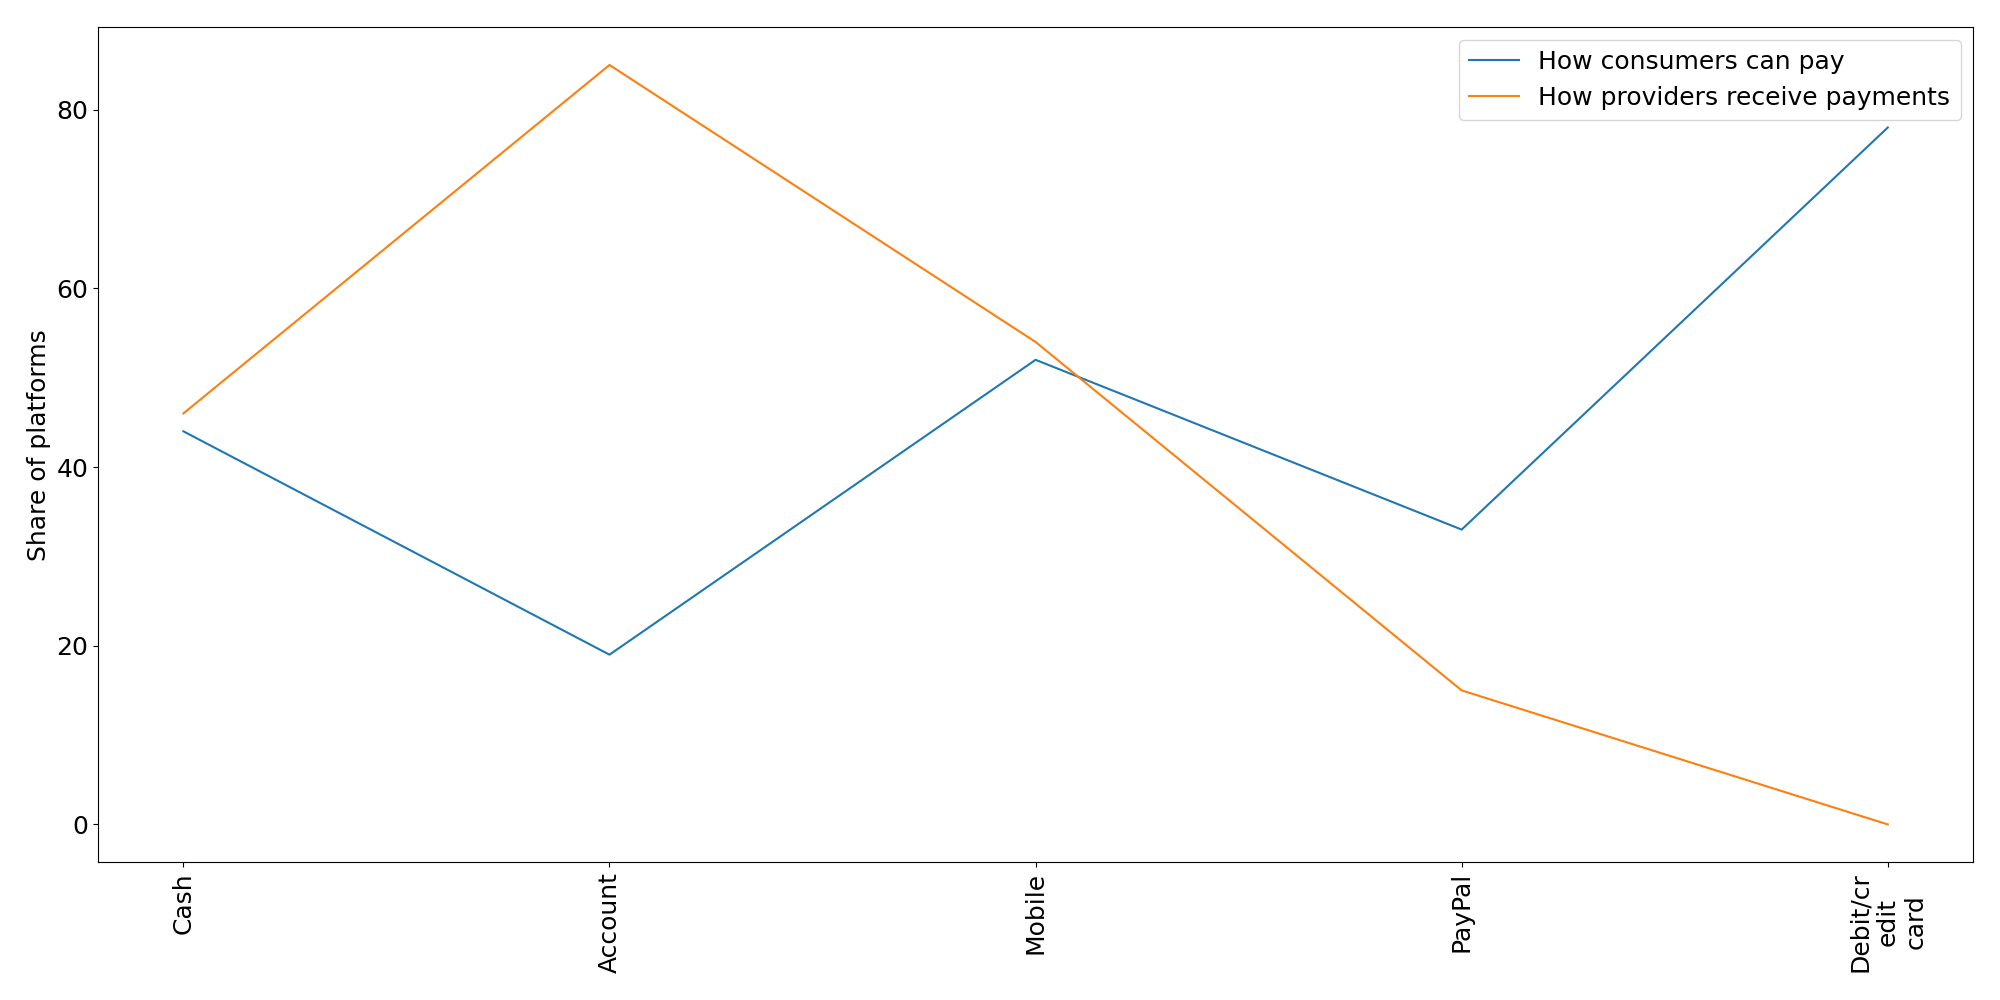 How consumers can pay
How providers receive payments
Share of platforms
80
60
40
20
0
Cash
Account
Mobile
PayPal
Debit/cr
edit
card